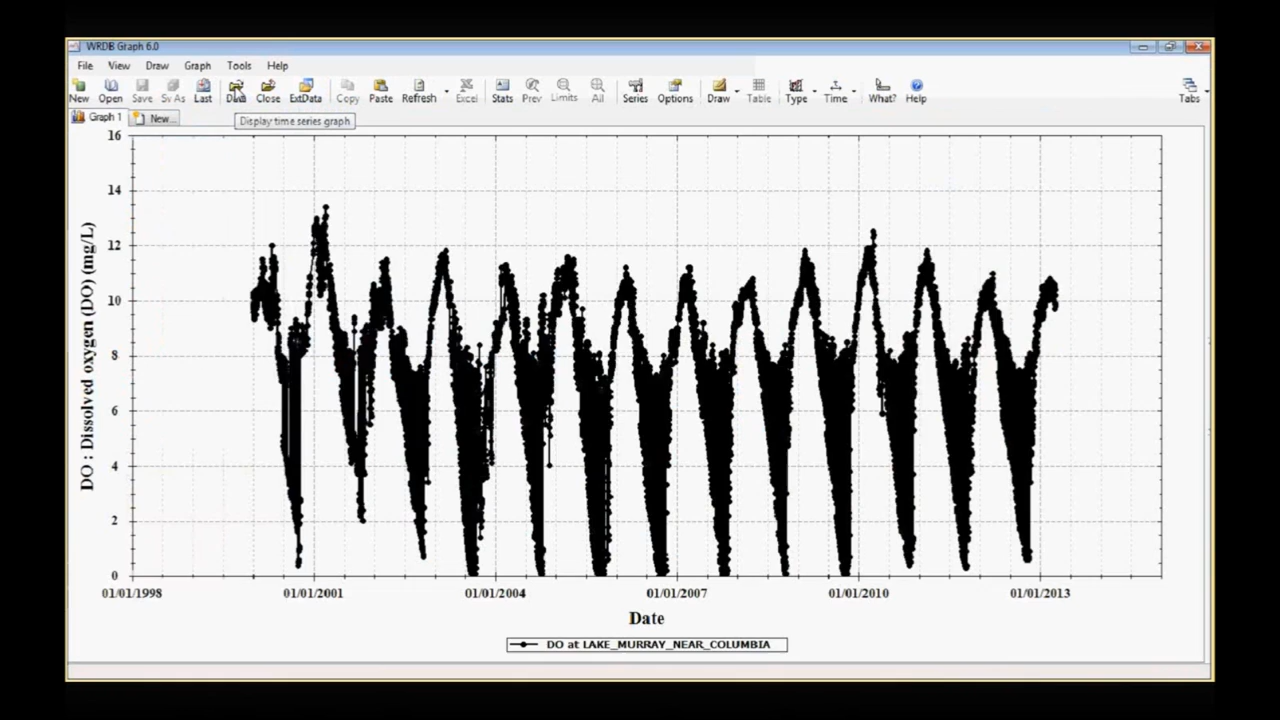 WRDB Graph 6.0
File View Draw Graph Tools Help
New Open Save Sv As Last Data Close ExtData Copy Paste Refresh Excel Stats Prev Limits All Series Options Draw Table Type Time What? Help Tabs
Graph 1 New...
Display time series graph
16
14
12
10
8
6
4
2
0
DO : Dissolved oxygen (DO) (mg/L)
01/01/1998 01/01/2001 01/01/2004 01/01/2007 01/01/2010 01/01/2013
Date
DO at LAKE_MURRAY_NEAR_COLUMBIA